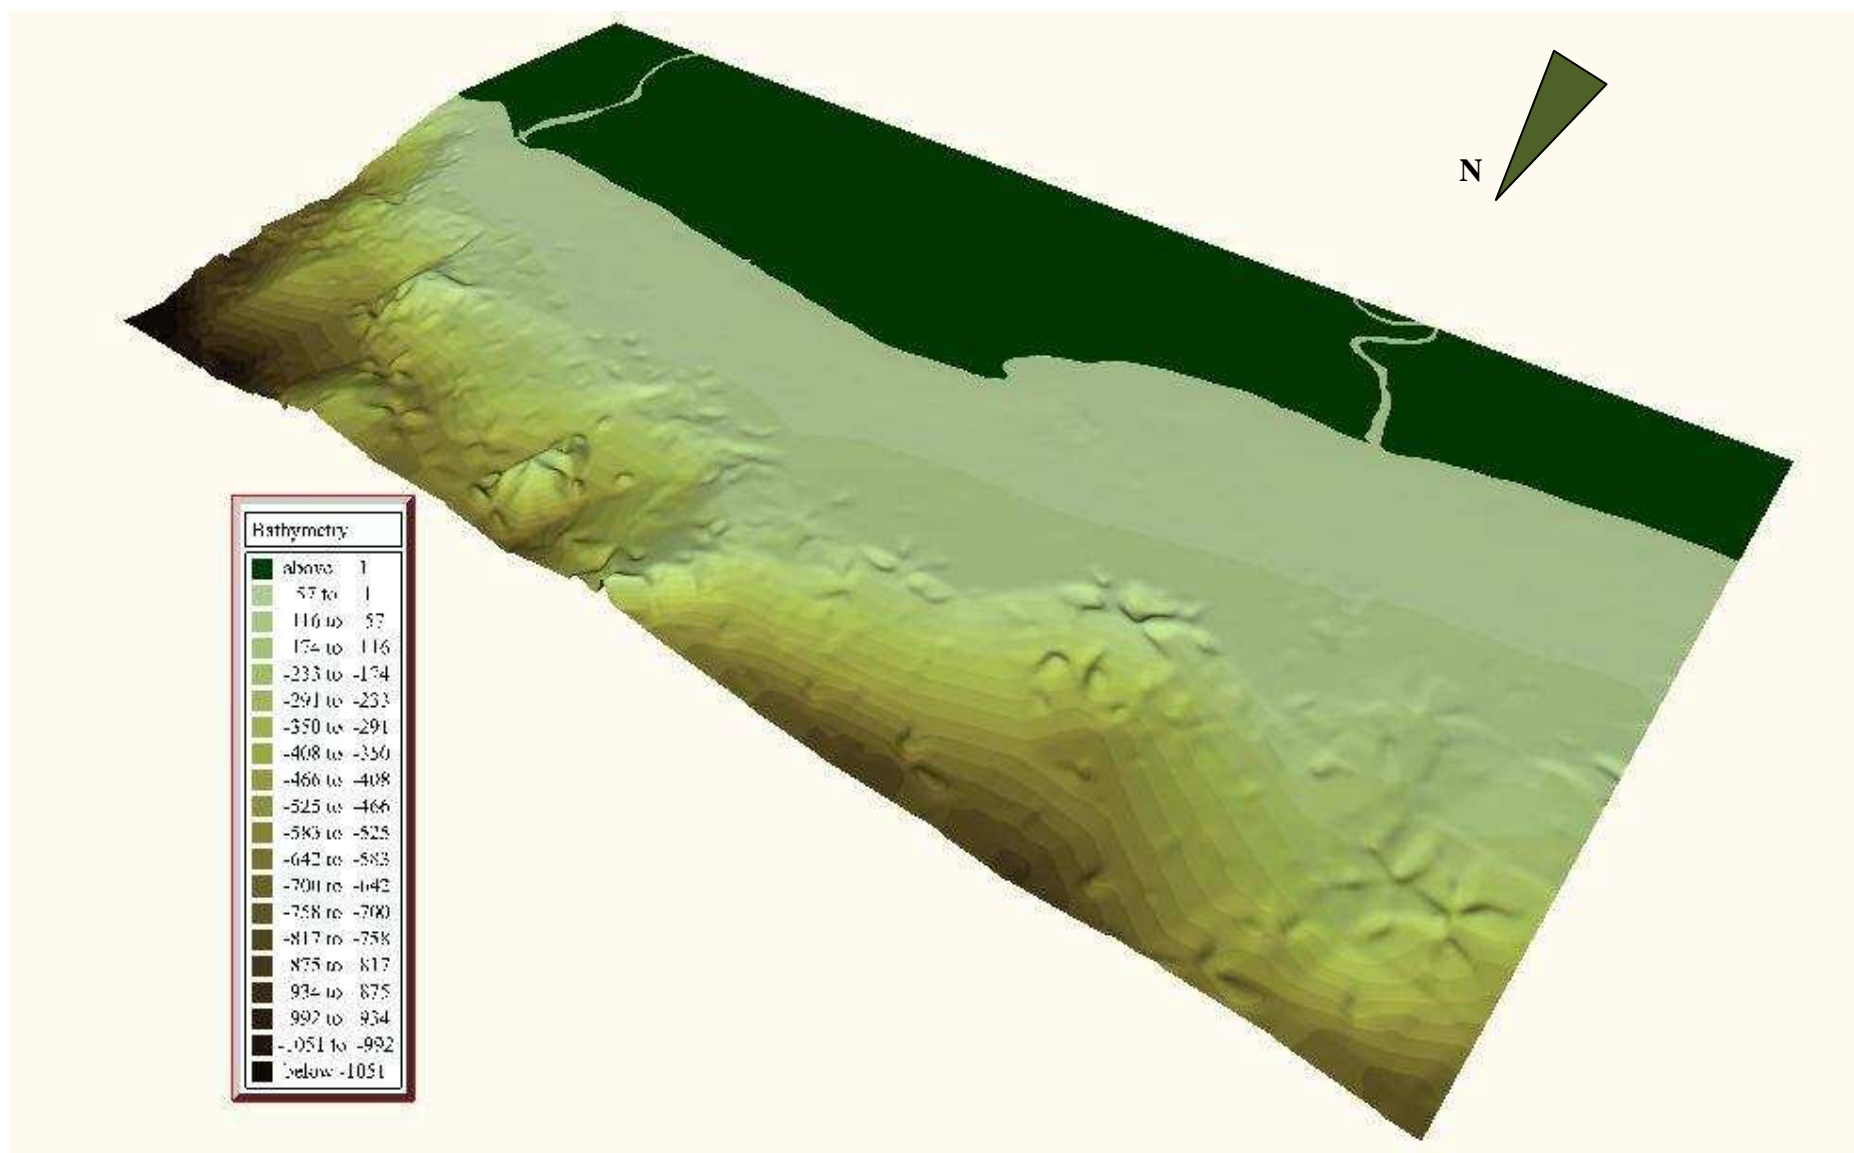 N
Bathymetry
above 1
57 to 1
116 to 57
174 to 116
-233 to -174
-291 to -233
-350 to -291
-408 to -350
-466 to -408
-525 to -466
-583 to -525
-642 to -583
-700 to -642
-758 to -700
-817 to -758
875 to 817
934 to 875
992 to 934
-1051 to -992
below -1051